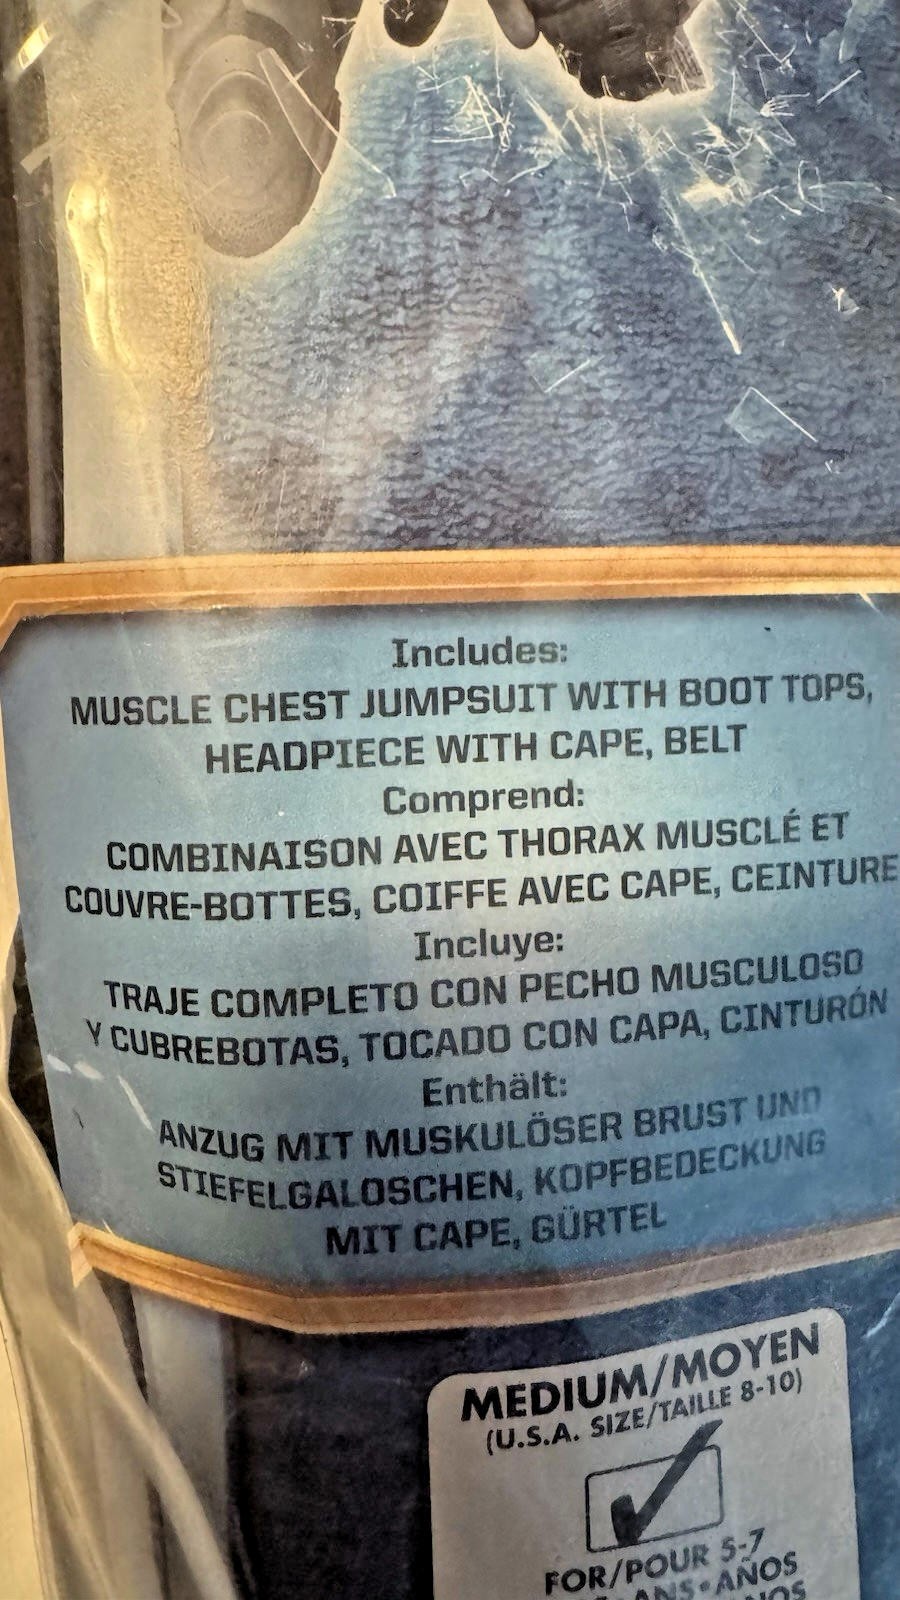 Includes:
MUSCLE CHEST JUMPSUIT WITH BOOT TOPS,
HEADPIECE WITH CAPE, BELT
Comprend:
COMBINAISON AVEC THORAX MUSCLÉ ET
COUVRE-BOTTES, COIFFE AVEC CAPE, CEINTURE
Incluye:
TRAJE COMPLETO CON PECHO MUSCULOSO
Y CUBREBOTAS, TOCADO CON CAPA, CINTURÓN
Enthält:
ANZUG MIT MUSKULÖSER BRUST UND
STIEFELGALOSCHEN, KOPFBEDECKUNG
MIT CAPE, GÜRTEL
MEDIUM/MOYEN
(U.S.A. SIZE/TAILLE 8-10)
FOR/POUR 5-7
ANS•AÑOS